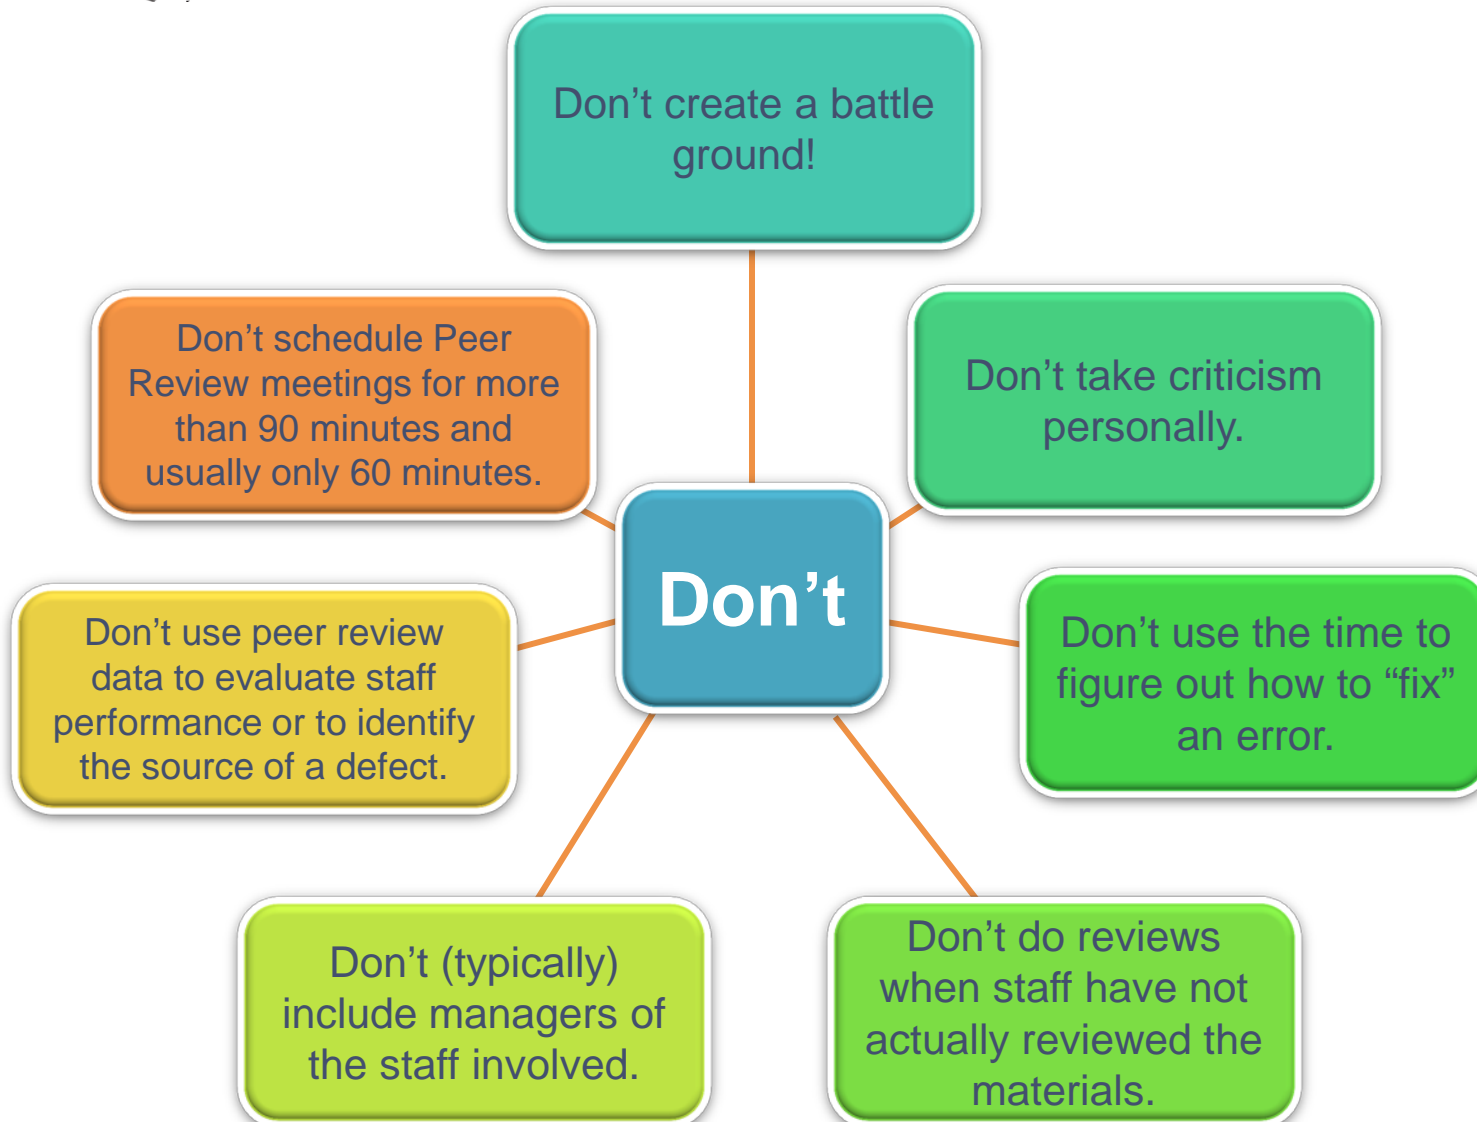 Don’t create a battle
ground!
Don’t schedule Peer
Review meetings for more
than 90 minutes and
usually only 60 minutes.
Don’t take criticism
personally.
Don’t
Don’t use peer review
data to evaluate staff
performance or to identify
the source of a defect.
Don’t use the time to
figure out how to “fix”
an error.
Don’t (typically)
include managers of
the staff involved.
Don’t do reviews
when staff have not
actually reviewed the
materials.